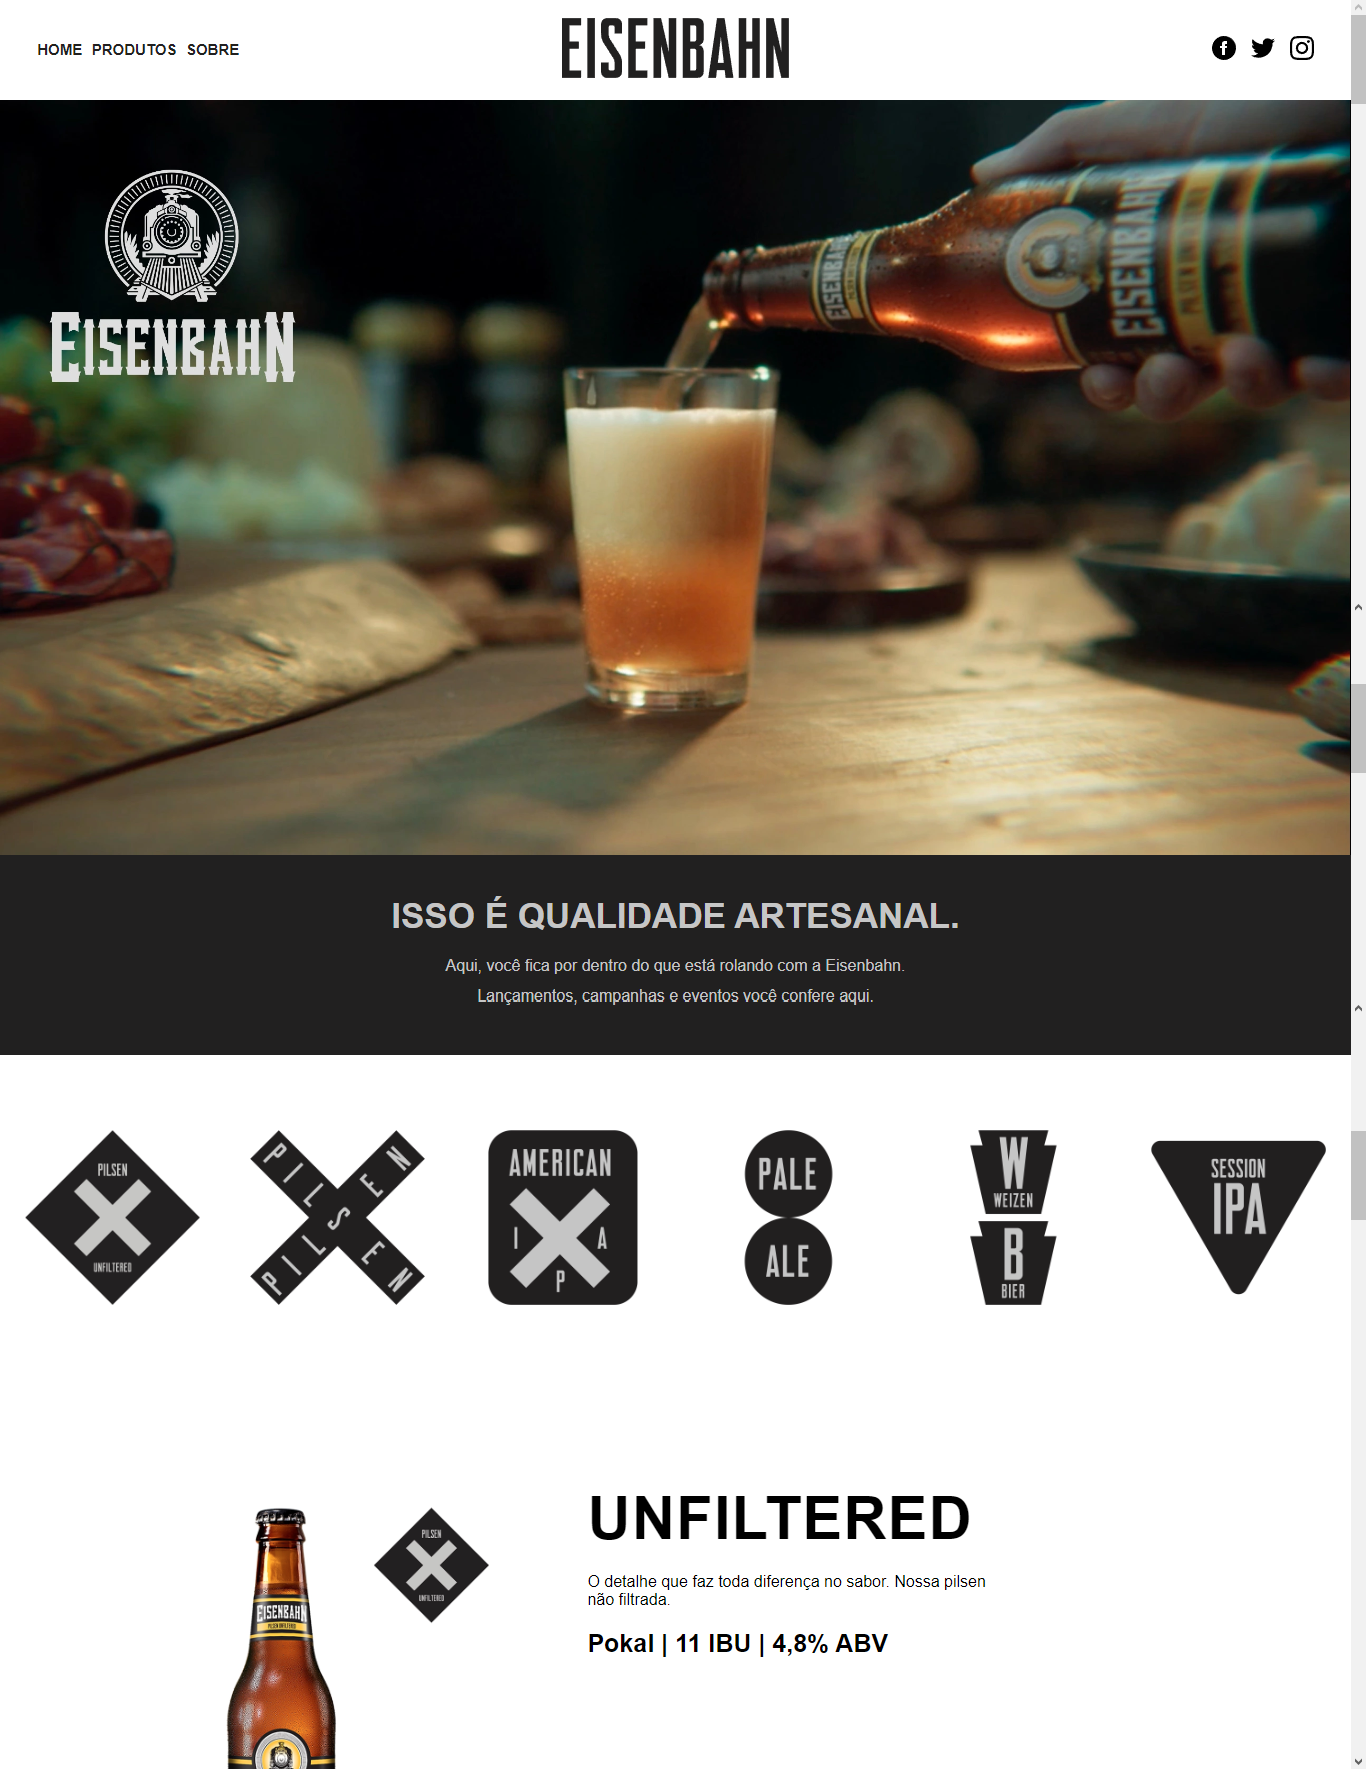 HOME PRODUTOS SOBRE
EISENBAHN
EISENBAHN
EISENBAHN
EISENBAHN
ISSO É QUALIDADE ARTESANAL.
Aqui, você fica por dentro do que está rolando com a Eisenbahn.
Lançamentos, campanhas e eventos você confere aqui.
PILSEN
UNFILTERED
PILSEN
PILSEN
AMERICAN
I A
P
PALE
ALE
W
WEIZEN
B
BIER
SESSION
IPA
UNFILTERED
PILSEN
UNFILTERED
O detalhe que faz toda diferença no sabor. Nossa pilsen
não filtrada.
Pokal | 11 IBU | 4,8% ABV
EISENBAHN
PILSEN UNFILTERED